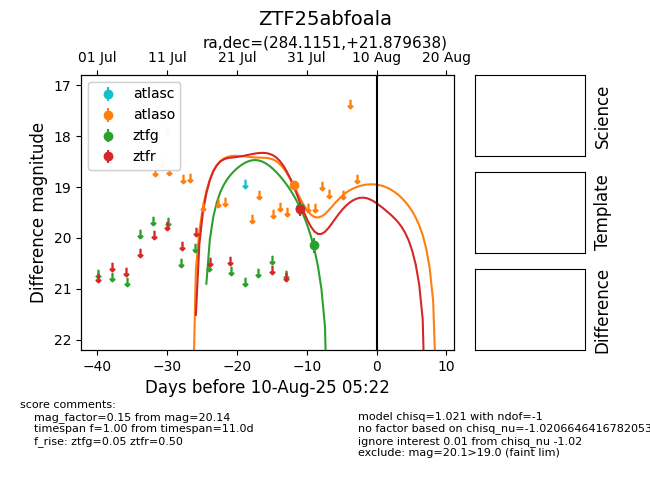 ZTF25abfoala
ra,dec=(284.1151,+21.879638)
01 Jul 11 Jul 21 Jul 31 Jul 10 Aug 20 Aug
17
18
19
20
21
22
Difference magnitude
atlasc
atlaso
ztfg
ztfr
−40 −30 −20 −10 0 10
Days before 10-Aug-25 05:22
Science
Template
Difference
score comments:
mag_factor=0.15 from mag=20.14
timespan f=1.00 from timespan=11.0d
f_rise: ztfg=0.05 ztfr=0.50
model chisq=1.021 with ndof=-1
no factor based on chisq_nu=-1.0206646416782053
ignore interest 0.01 from chisq_nu -1.02
exclude: mag=20.1>19.0 (faint lim)